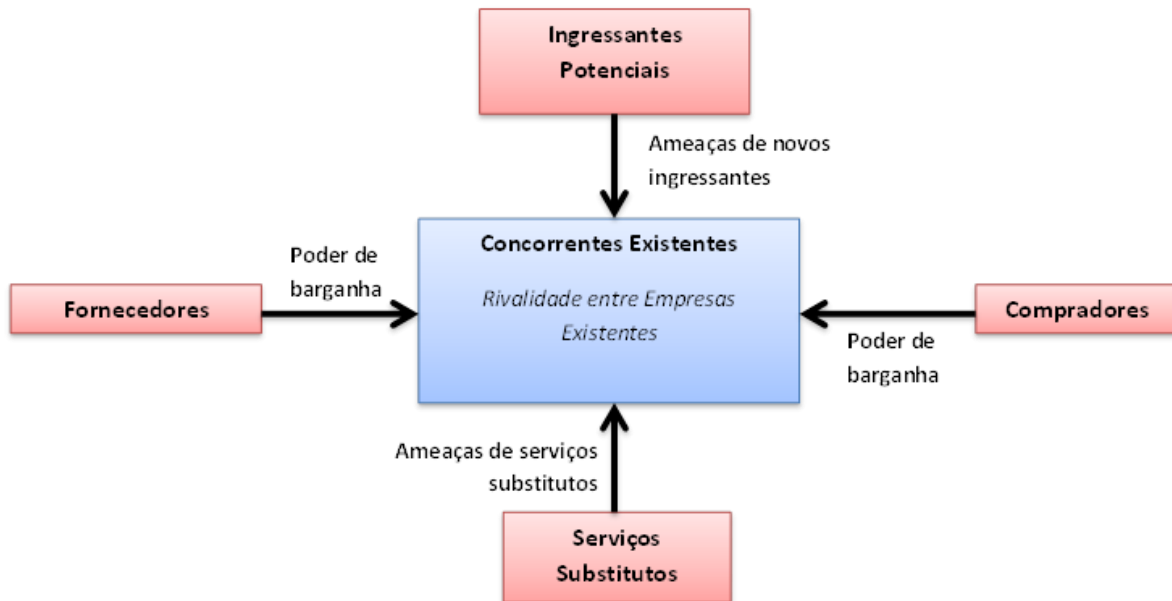 Ingressantes
Potenciais
Ameaças de novos
ingressantes
Concorrentes Existentes
Rivalidade entre Empresas
Existentes
Poder de
barganha
Fornecedores
Compradores
Poder de
barganha
Ameaças de serviços
substitutos
Serviços
Substitutos